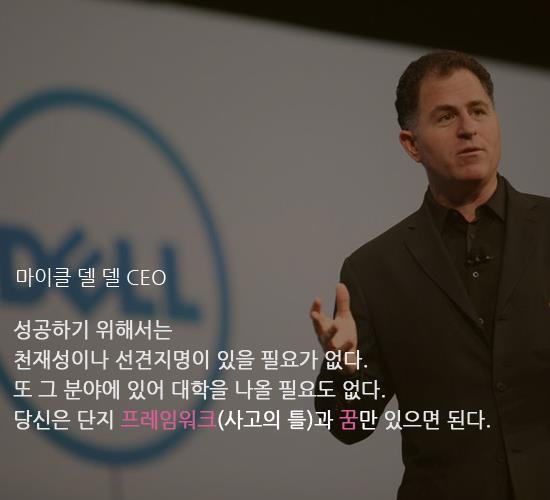 DELL
마이클 델 델 CEO
성공하기 위해서는
천재성이나 선견지명이 있을 필요가 없다.
또 그 분야에 있어 대학을 나올 필요도 없다.
당신은 단지 프레임워크(사고의 틀)과 꿈만 있으면 된다.